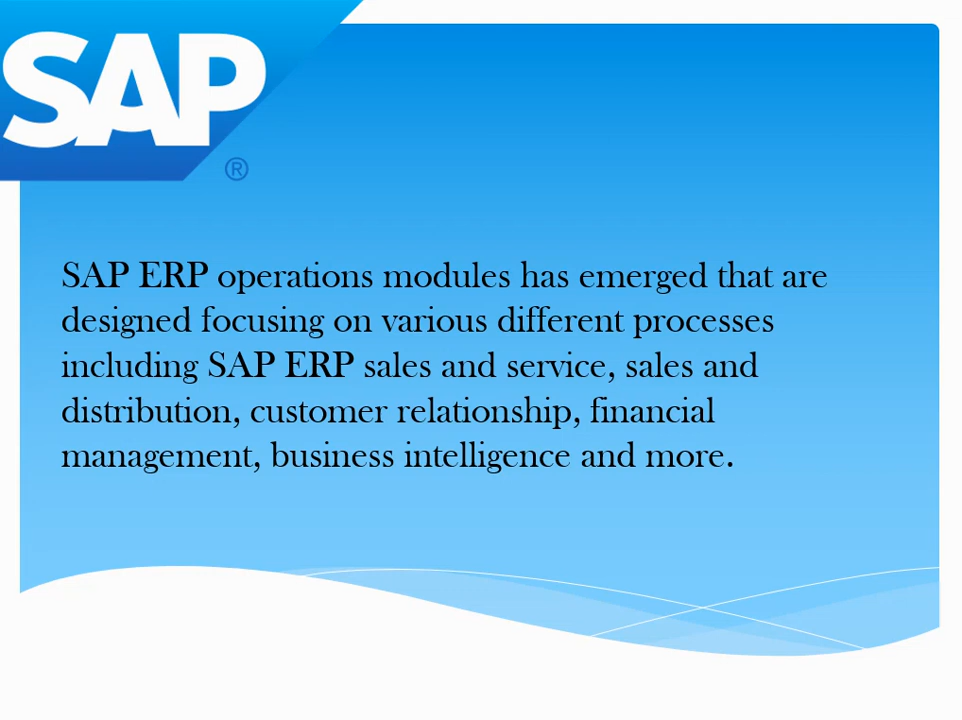 SAP
®
SAP ERP operations modules has emerged that are
designed focusing on various different processes
including SAP ERP sales and service, sales and
distribution, customer relationship, financial
management, business intelligence and more.